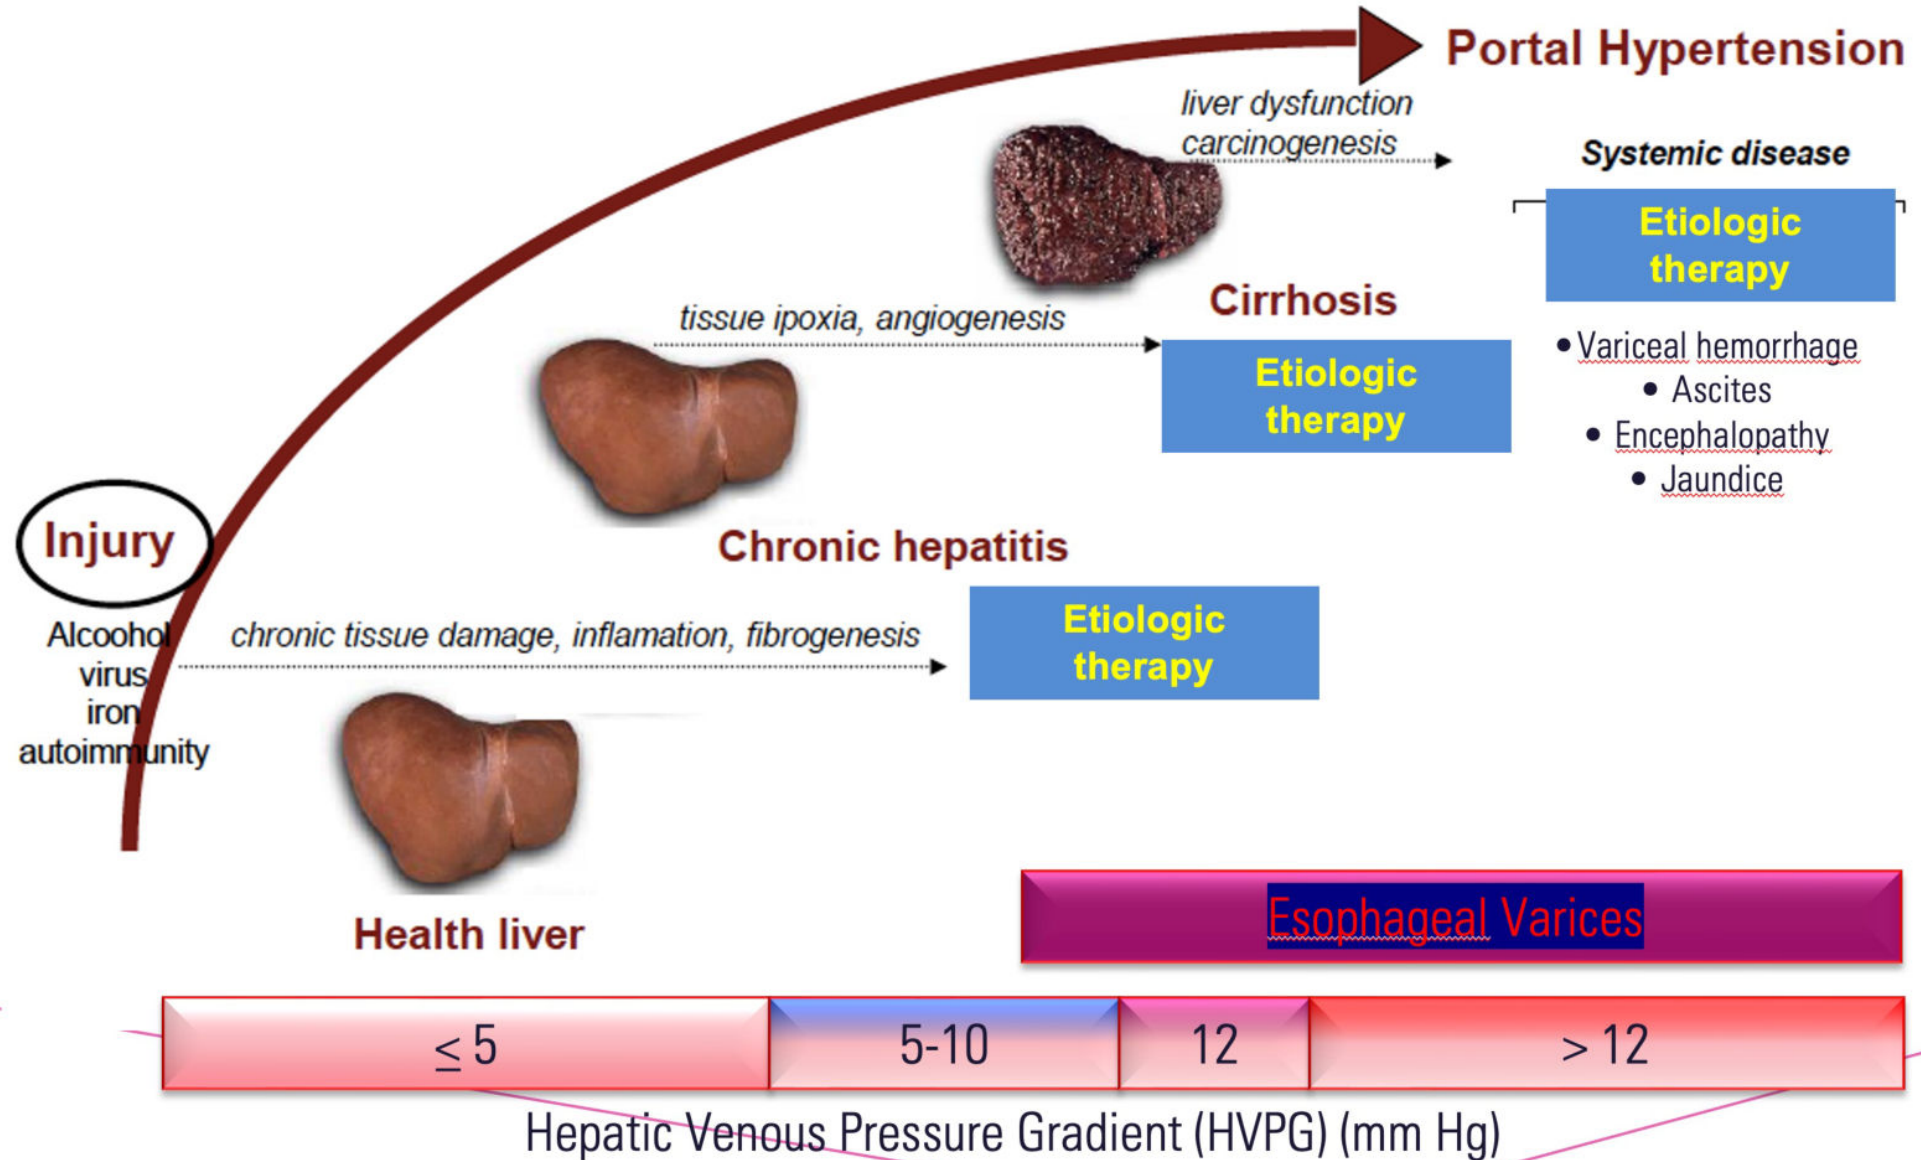 Portal Hypertension
liver dysfunction
carcinogenesis
Systemic disease
Etiologic
therapy
• Variceal hemorrhage
• Ascites
• Encephalopathy
• Jaundice
Cirrhosis
Etiologic
therapy
tissue ipoxia, angiogenesis
Chronic hepatitis
Etiologic
therapy
Injury
Alcoohol
virus
iron
autoimmunity
chronic tissue damage, inflamation, fibrogenesis
Health liver
Esophageal Varices
≤ 5
5-10
12
> 12
Hepatic Venous Pressure Gradient (HVPG) (mm Hg)